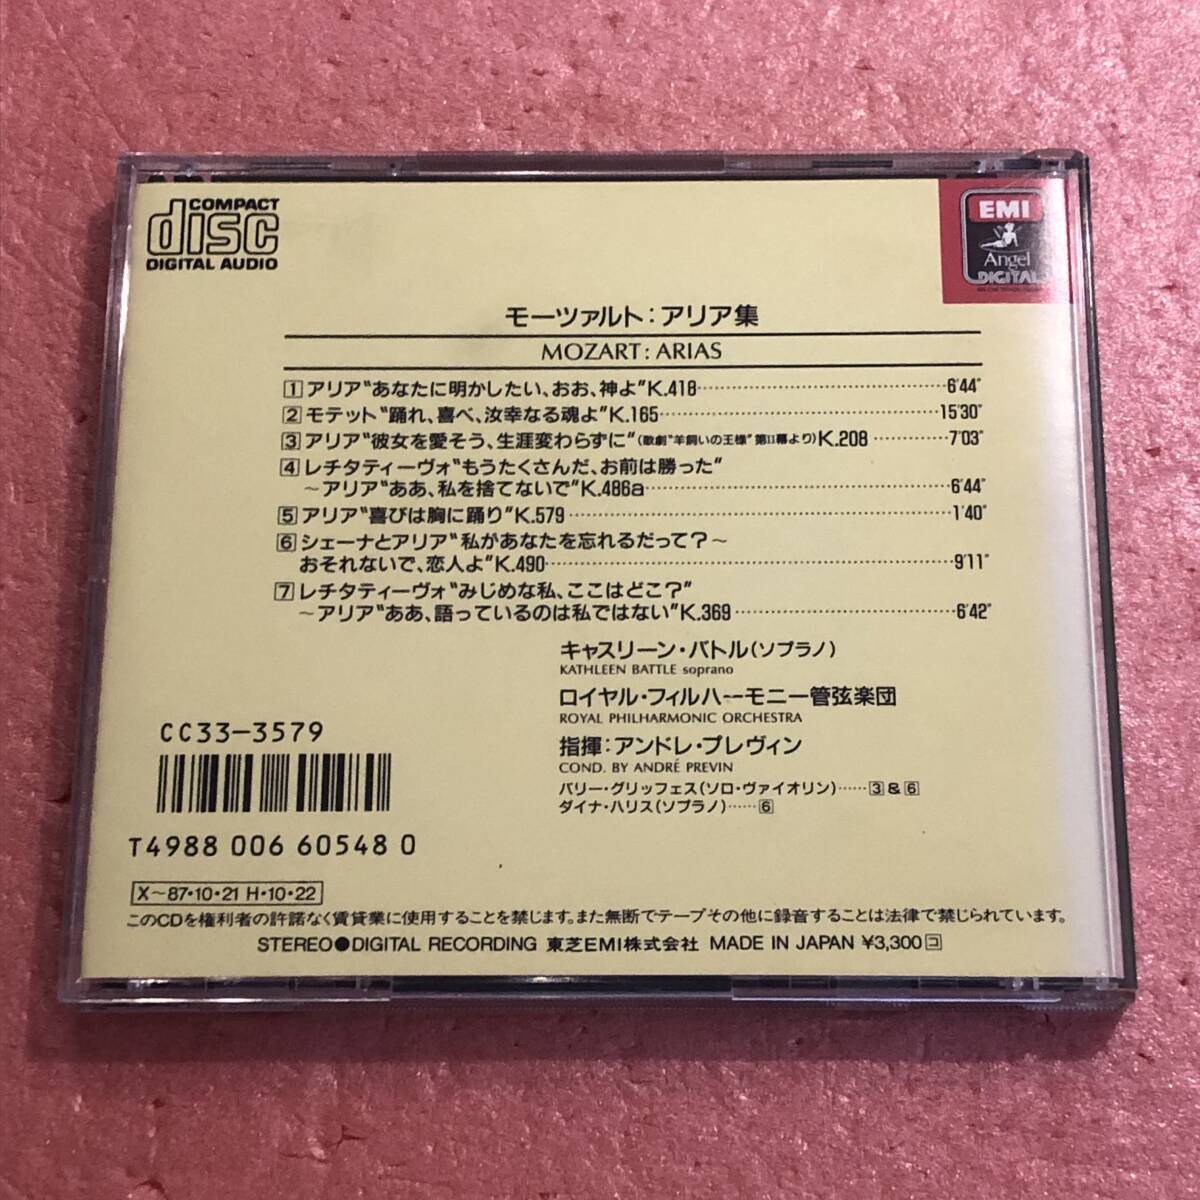 COMPACT
disc
DIGITAL AUDIO
EMI
Angel
DIGITAL
モーツァルト:アリア集
MOZART: ARIAS
1 アリア"あなたに明かしたい、おお、神よ"K.418……6'44"
2 モテット"踊れ、喜べ、汝幸なる魂よ"K.165……15'30"
3 アリア"彼女を愛そう、生涯変わらずに"(歌劇"羊飼いの王様"第II幕より)K.208……7'03"
4 レチタティーヴォ"もうたくさんだ、お前は勝った"
～アリア"ああ、私を捨てないで"K.486a……6'44"
5 アリア"喜びは胸に踊り"K.579……1'40"
6 シェーナとアリア"私があなたを忘れるだって?～
おそれないで、恋人よ"K.490……9'11"
7 レチタティーヴォ"みじめな私、ここはどこ?"
～アリア"ああ、語っているのは私ではない"K.369……6'42"
キャスリーン・バトル(ソプラノ)
KATHLEEN BATTLE soprano
ロイヤル・フィルハーモニー管弦楽団
ROYAL PHILHARMONIC ORCHESTRA
指揮:アンドレ・プレヴィン
COND. BY ANDRÉ PREVIN
バリー・グリッフェス(ソロ・ヴァイオリン)……3&6
ダイナ・ハリス(ソプラノ)……6
CC33-3579
T4988 006 60548 0
X～87・10・21 H・10・22
このCDを権利者の許諾なく賃貸業に使用することを禁じます。また無断でテープその他に録音することは法律で禁じられています。
STEREO●DIGITAL RECORDING 東芝EMI株式会社 MADE IN JAPAN ¥3,300コ